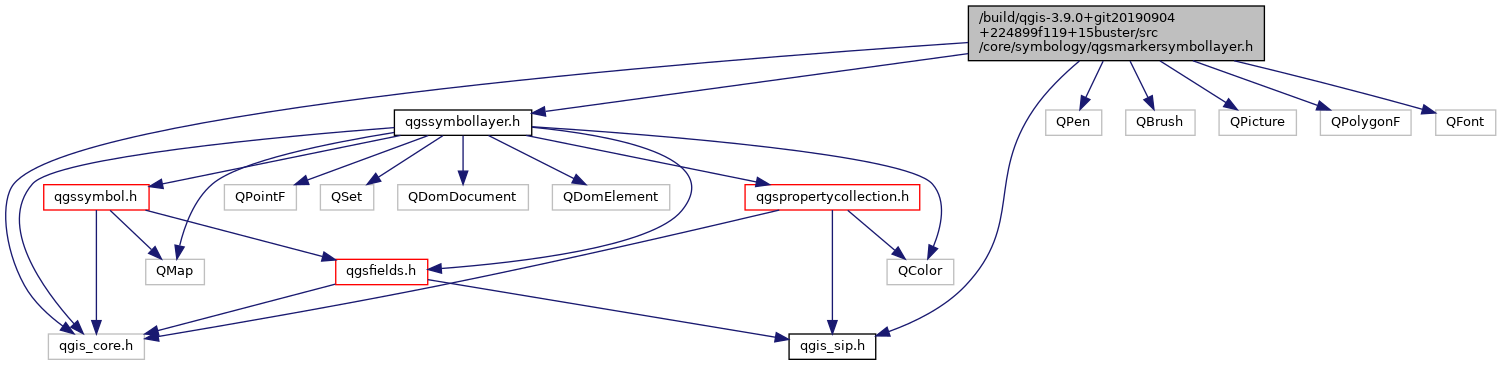 /build/qgis-3.9.0+git20190904
+224899f119+15buster/src
/core/symbology/qgsmarkersymbollayer.h
qgssymbollayer.h
QPen
QBrush
QPicture
QPolygonF
QFont
qgssymbol.h
QPointF
QSet
QDomDocument
QDomElement
qgspropertycollection.h
QMap
qgsfields.h
QColor
qgis_core.h
qgis_sip.h